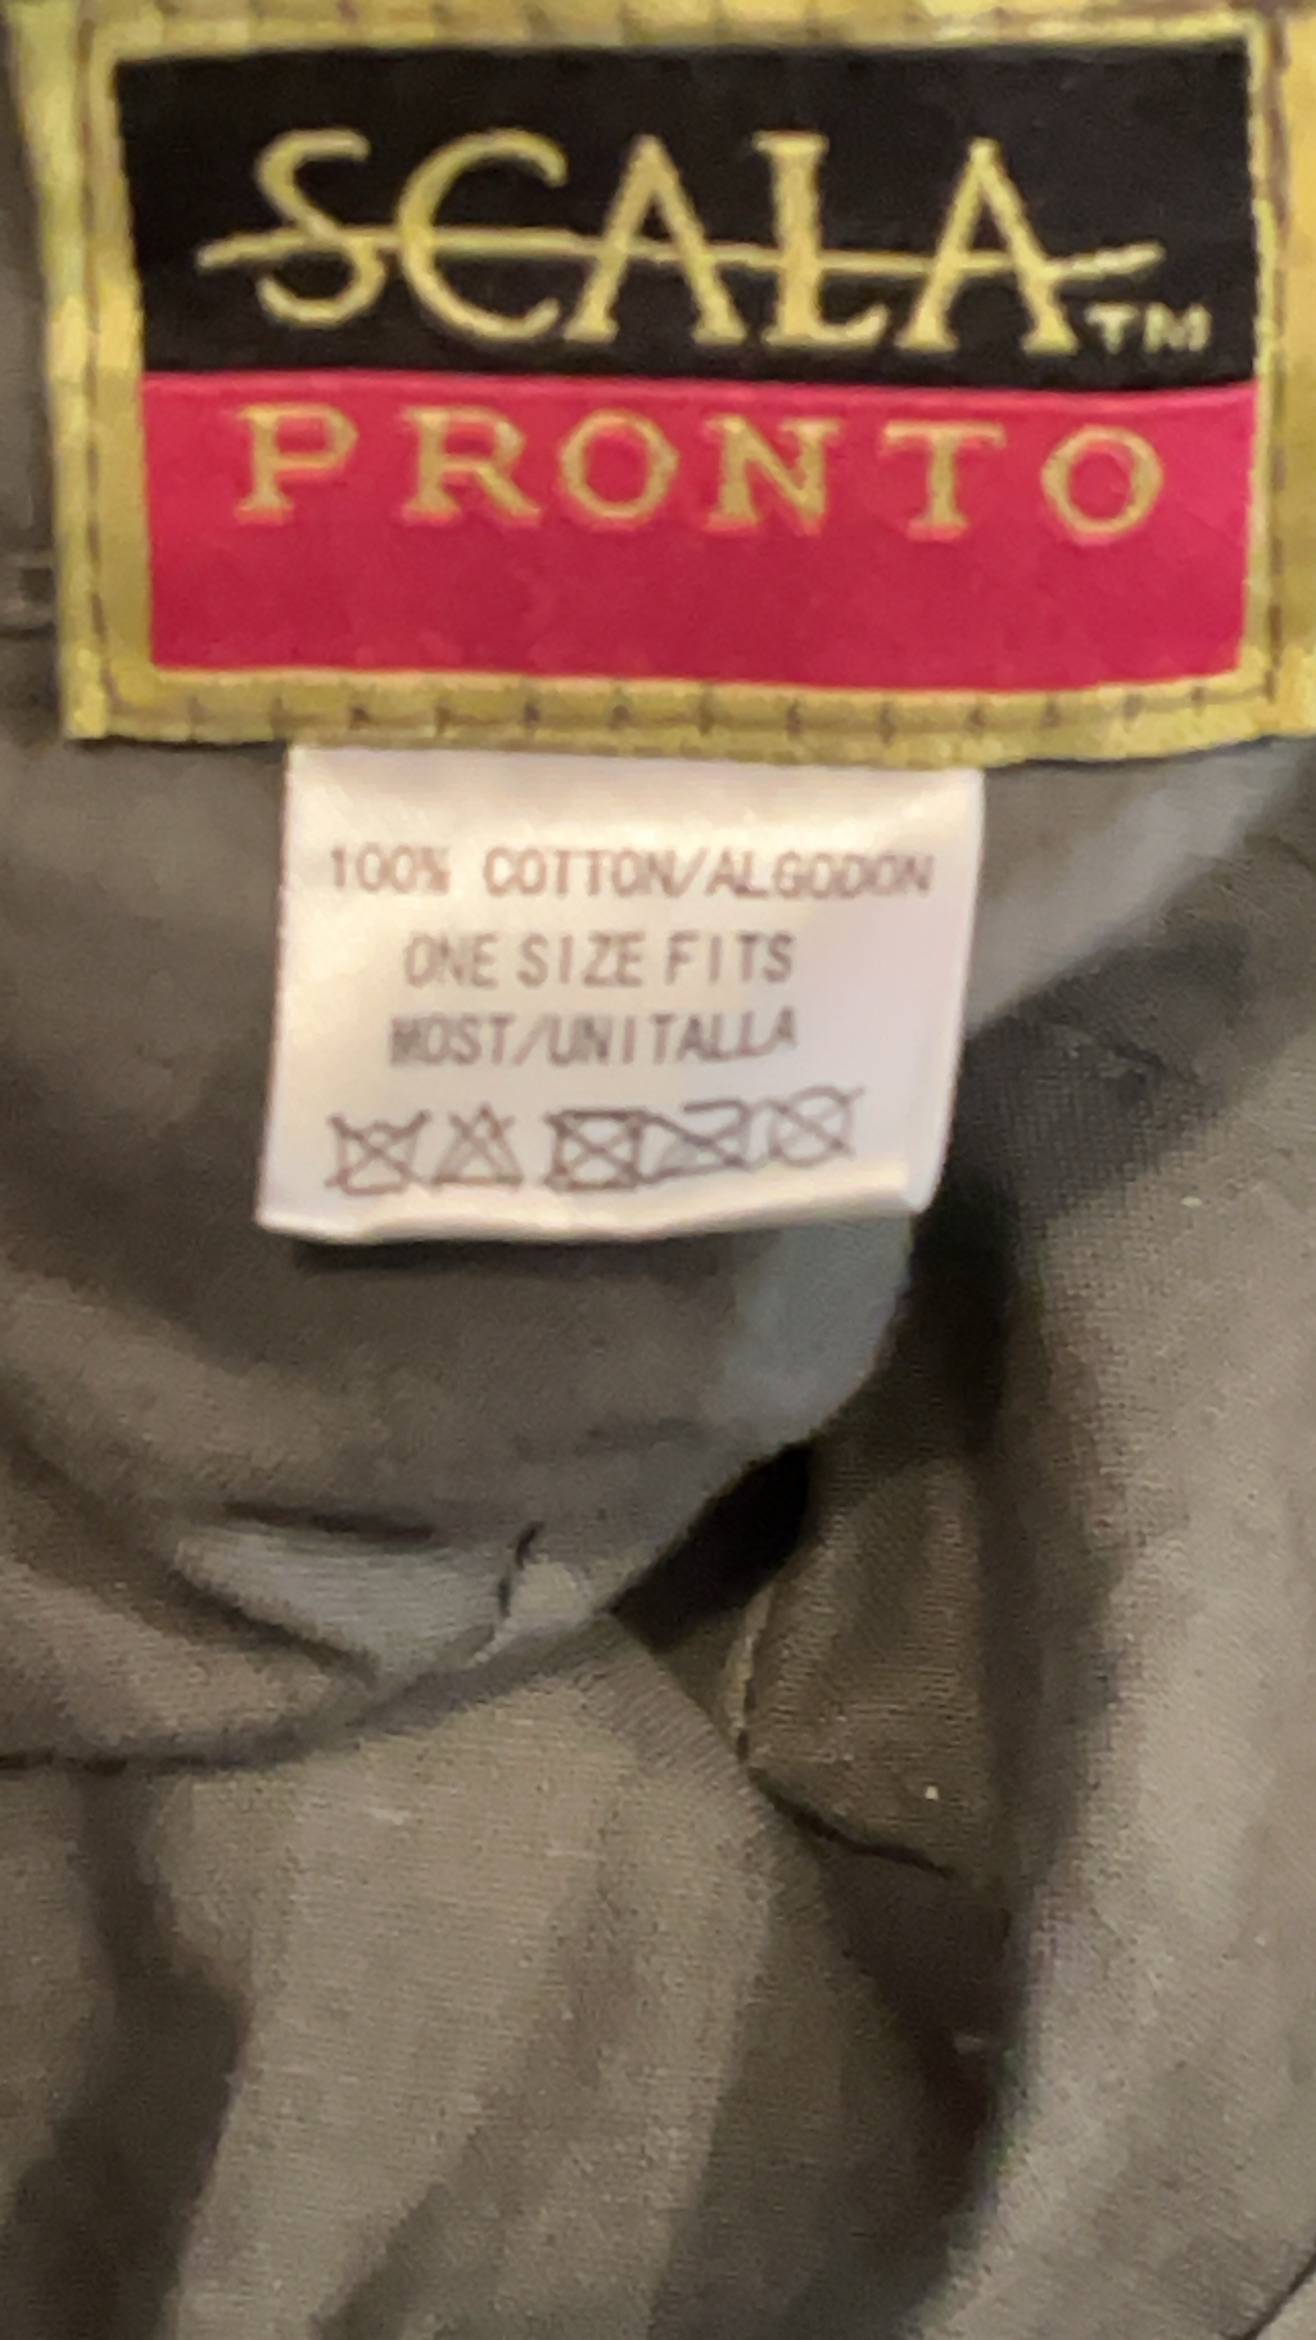 SCALA™
PRONTO
100% COTTON/ALGODON
ONE SIZE FITS
MOST/UNITALLA